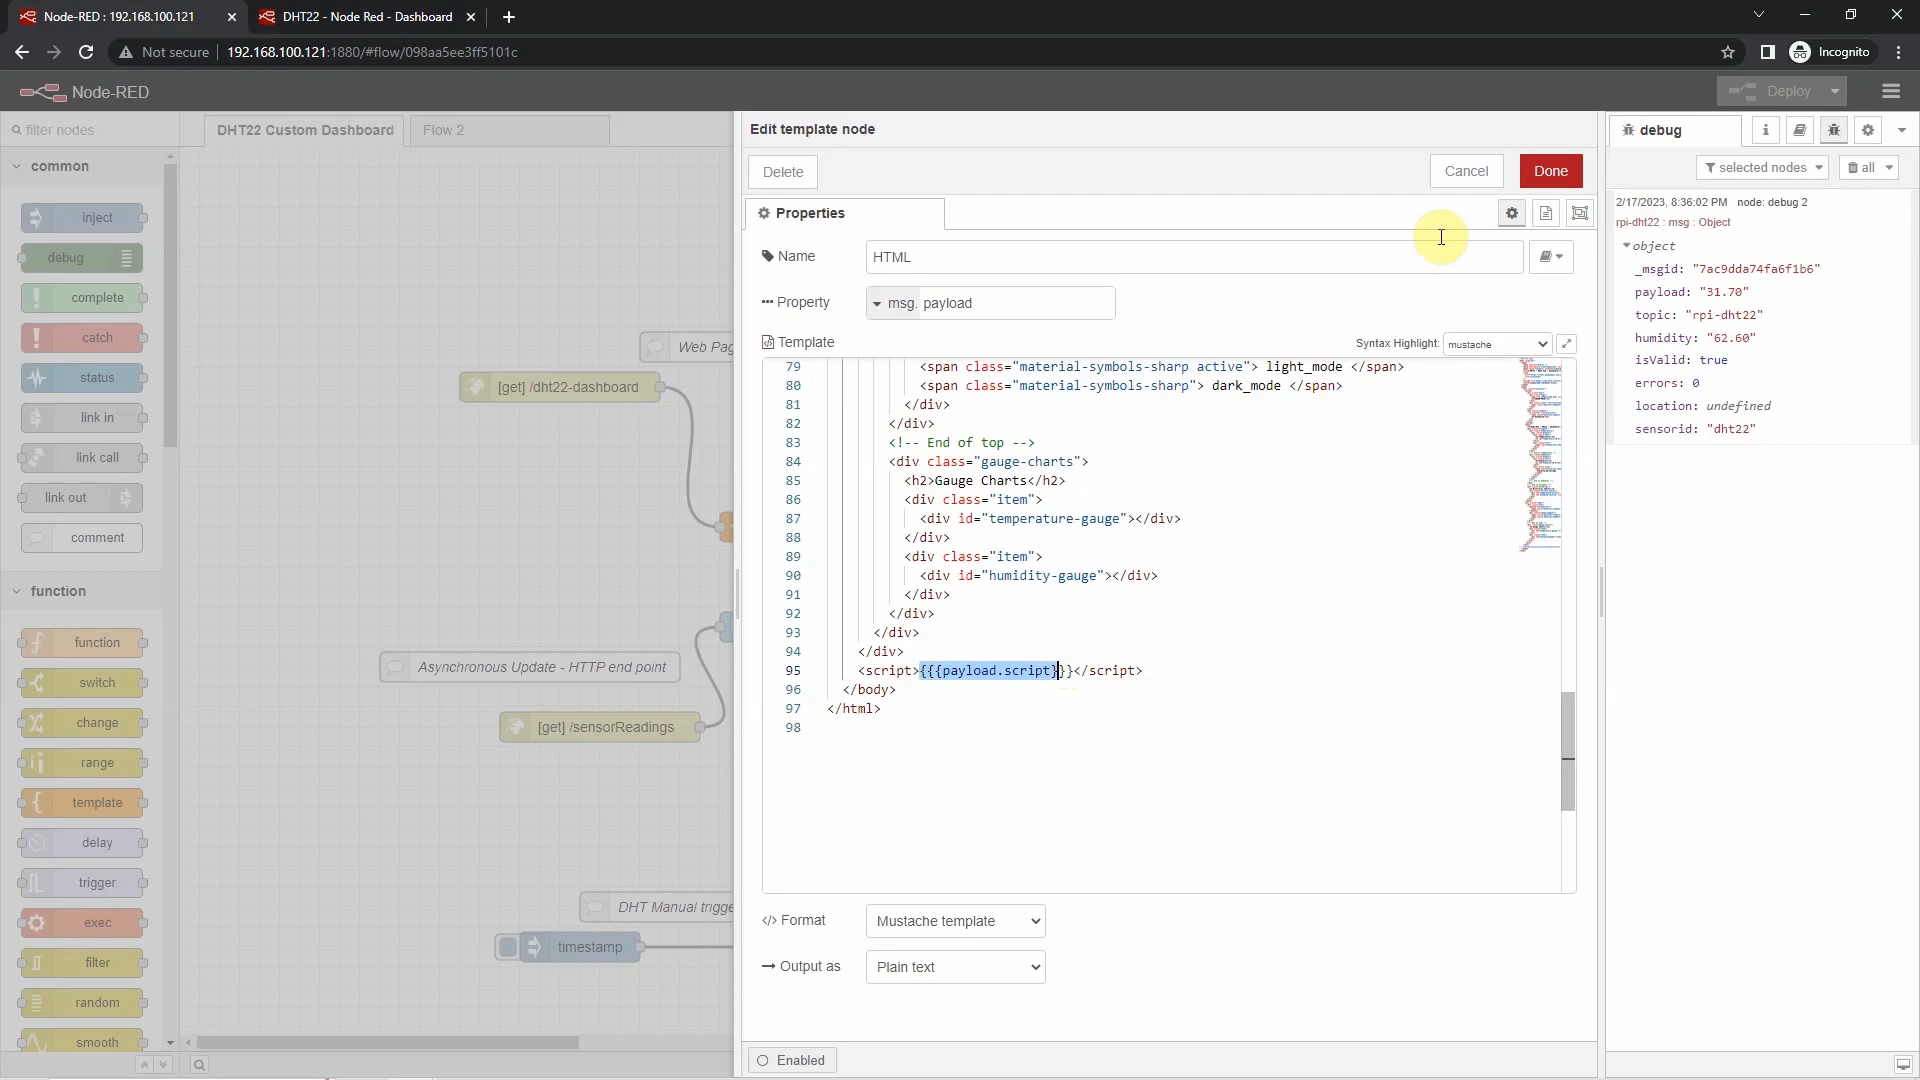 Node-RED : 192.168.100.121
DHT22 - Node Red - Dashboard
Not secure
192.168.100.121:1880/#flow/098aa5ee3ff5101c
Incognito
Node-RED
Deploy
filter nodes
common
inject
debug
complete
catch
status
link in
link call
link out
comment
function
function
switch
change
range
template
delay
trigger
exec
filter
random
smooth
DHT22 Custom Dashboard
Flow 2
Web Pag
[get] /dht22-dashboard
Asynchronous Update - HTTP end point
[get] /sensorReadings
DHT Manual trigge
timestamp
Edit template node
Delete
Cancel
Done
Properties
Name
HTML
Property
msg. payload
Template
Syntax Highlight: mustache
79 <span class="material-symbols-sharp active"> light_mode </span>
80 <span class="material-symbols-sharp"> dark_mode </span>
81 </div>
82 </div>
83 <!-- End of top -->
84 <div class="gauge-charts">
85 <h2>Gauge Charts</h2>
86 <div class="item">
87 <div id="temperature-gauge"></div>
88 </div>
89 <div class="item">
90 <div id="humidity-gauge"></div>
91 </div>
92 </div>
93 </div>
94 </div>
95 <script>{{{payload.script}}}</script>
96 </body>
97 </html>
98
</> Format
Mustache template
Output as
Plain text
Enabled
debug
i
selected nodes
all
2/17/2023, 8:36:02 PM node: debug 2
rpi-dht22 : msg : Object
object
_msgid: "7ac9dda74fa6f1b6"
payload: "31.70"
topic: "rpi-dht22"
humidity: "62.60"
isValid: true
errors: 0
location: undefined
sensorid: "dht22"